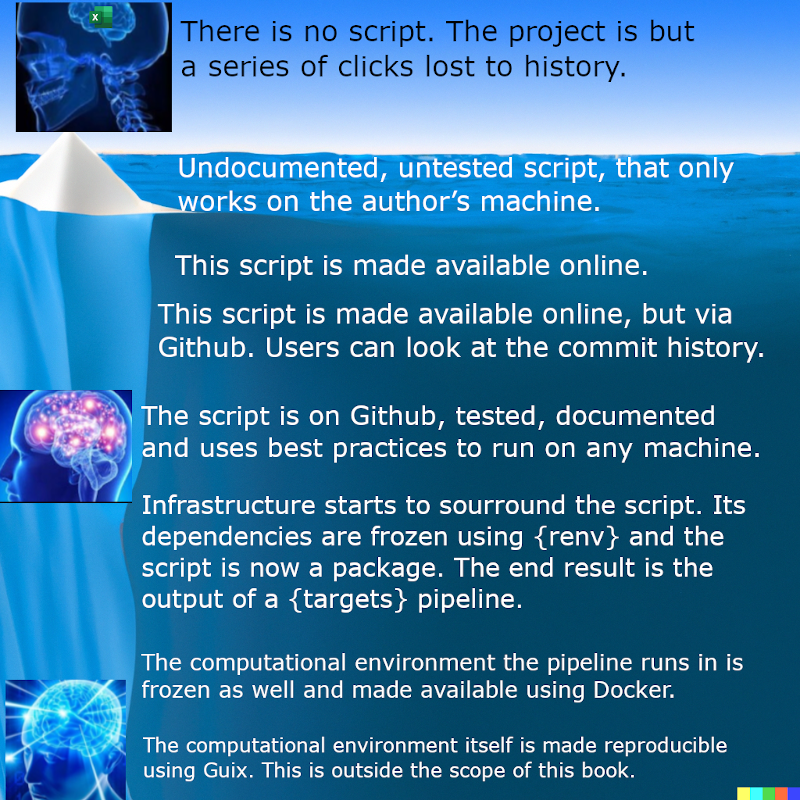 X
There is no script. The project is but
a series of clicks lost to history.
Undocumented, untested script, that only
works on the author’s machine.
This script is made available online.
This script is made available online, but via
Github. Users can look at the commit history.
The script is on Github, tested, documented
and uses best practices to run on any machine.
Infrastructure starts to sourround the script. Its
dependencies are frozen using {renv} and the
script is now a package. The end result is the
output of a {targets} pipeline.
The computational environment the pipeline runs in is
frozen as well and made available using Docker.
The computational environment itself is made reproducible
using Guix. This is outside the scope of this book.